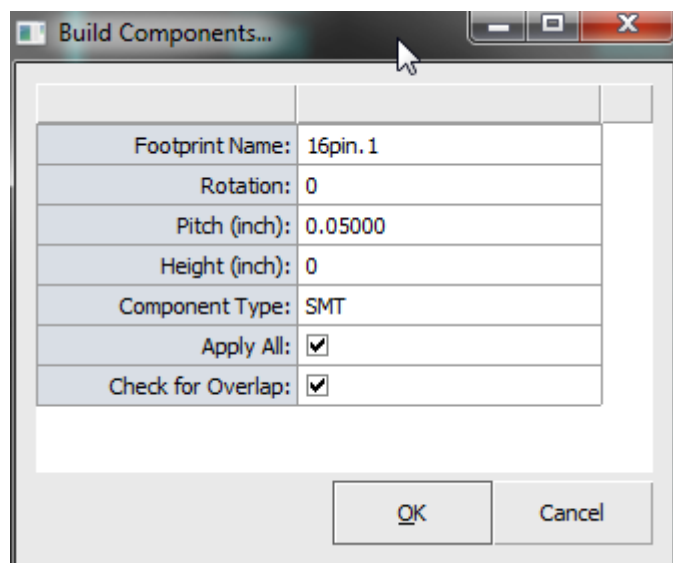 Build Components...
Footprint Name: 16pin.1
Rotation: 0
Pitch (inch): 0.05000
Height (inch): 0
Component Type: SMT
Apply All:
Check for Overlap:
OK Cancel